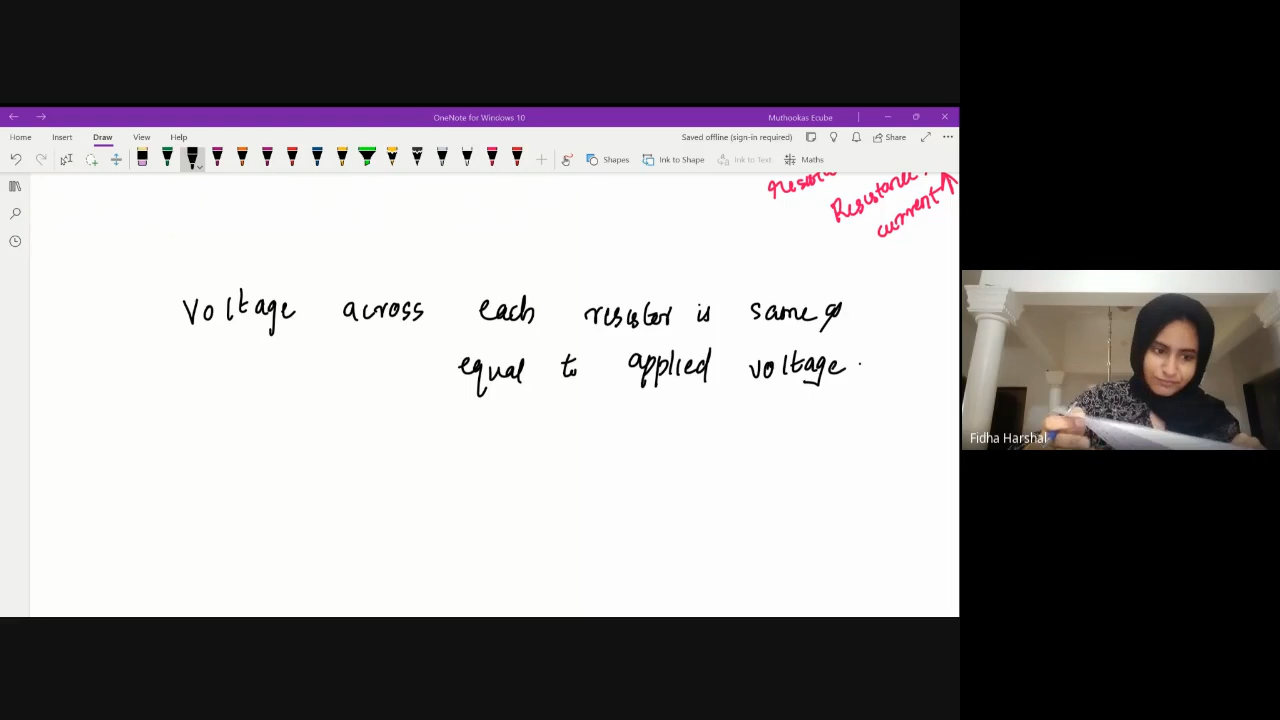 OneNote for Windows 10
Muthookas Ecube
Home Insert Draw View Help
Saved offline (sign-in required)
Share
Shapes
Ink to Shape
Ink to Text
Maths
Resistance
current
voltage across each resistor is same &
equal to applied voltage.
Fidha Harshal